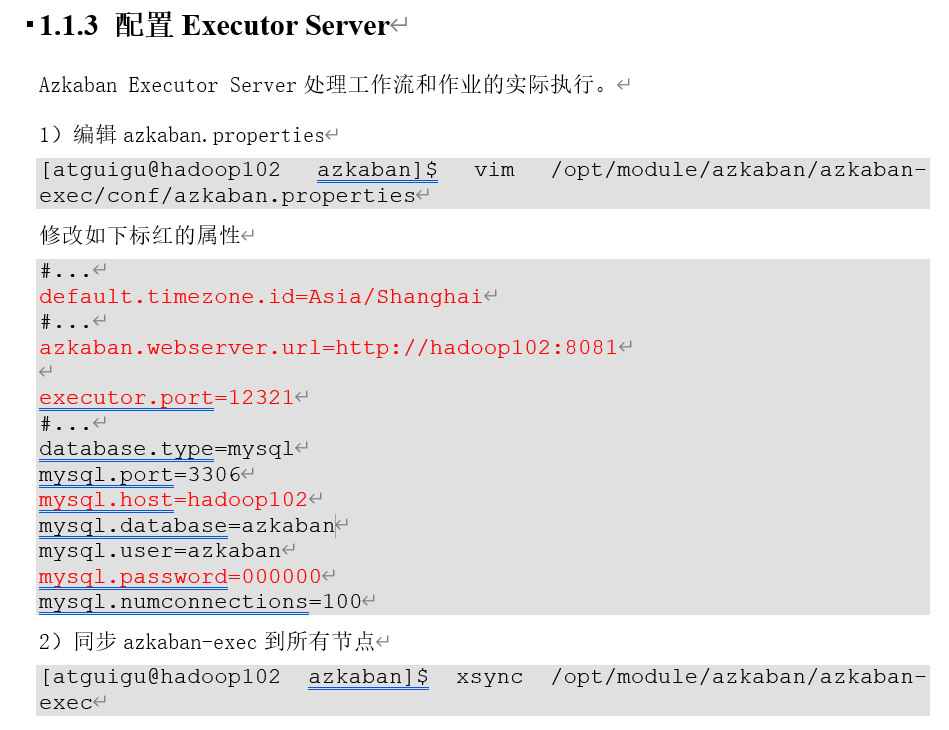 1.1.3 配置 Executor Server
Azkaban Executor Server 处理工作流和作业的实际执行。
1）编辑 azkaban.properties
[atguigu@hadoop102 azkaban]$ vim /opt/module/azkaban/azkaban-
exec/conf/azkaban.properties
修改如下标红的属性
#...
default.timezone.id=Asia/Shanghai
#...
azkaban.webserver.url=http://hadoop102:8081
executor.port=12321
#...
database.type=mysql
mysql.port=3306
mysql.host=hadoop102
mysql.database=azkaban
mysql.user=azkaban
mysql.password=000000
mysql.numconnections=100
2）同步 azkaban-exec 到所有节点
[atguigu@hadoop102 azkaban]$ xsync /opt/module/azkaban/azkaban-
exec